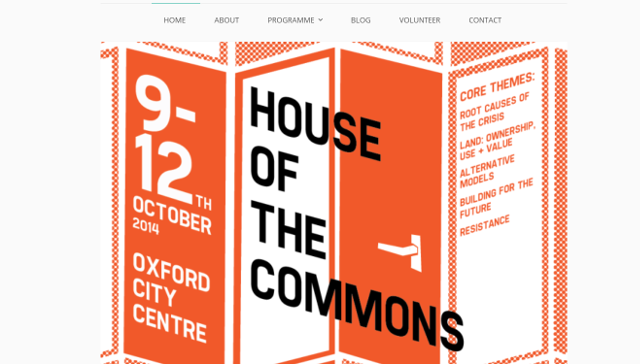 HOME ABOUT PROGRAMME BLOG VOLUNTEER CONTACT
9-
12TH
OCTOBER
2014
OXFORD
CITY
CENTRE
HOUSE
OF
THE
COMMONS
CORE THEMES:
ROOT CAUSES OF
THE CRISIS
LAND: OWNERSHIP,
USE + VALUE
ALTERNATIVE
MODELS
BUILDING FOR THE
FUTURE
RESISTANCE